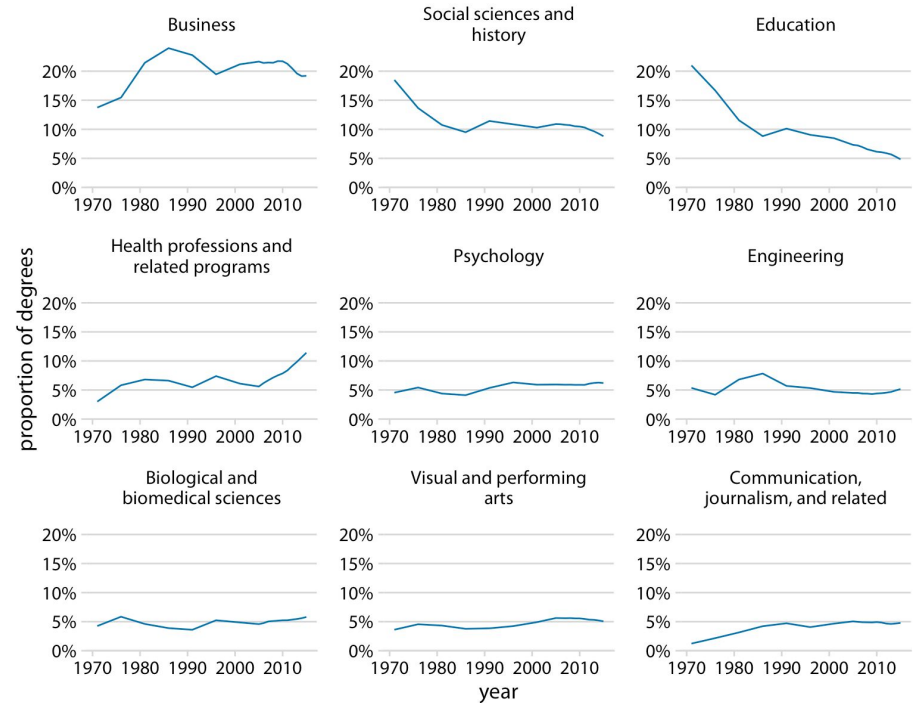 Business
Social sciences and
history
Education
20%
15%
10%
5%
0%
1970 1980 1990 2000 2010
20%
15%
10%
5%
0%
1970 1980 1990 2000 2010
20%
15%
10%
5%
0%
1970 1980 1990 2000 2010
proportion of degrees
Health professions and
related programs
Psychology
Engineering
20%
15%
10%
5%
0%
1970 1980 1990 2000 2010
20%
15%
10%
5%
0%
1970 1980 1990 2000 2010
20%
15%
10%
5%
0%
1970 1980 1990 2000 2010
Biological and
biomedical sciences
Visual and performing
arts
Communication,
journalism, and related
20%
15%
10%
5%
0%
1970 1980 1990 2000 2010
20%
15%
10%
5%
0%
1970 1980 1990 2000 2010
20%
15%
10%
5%
0%
1970 1980 1990 2000 2010
year